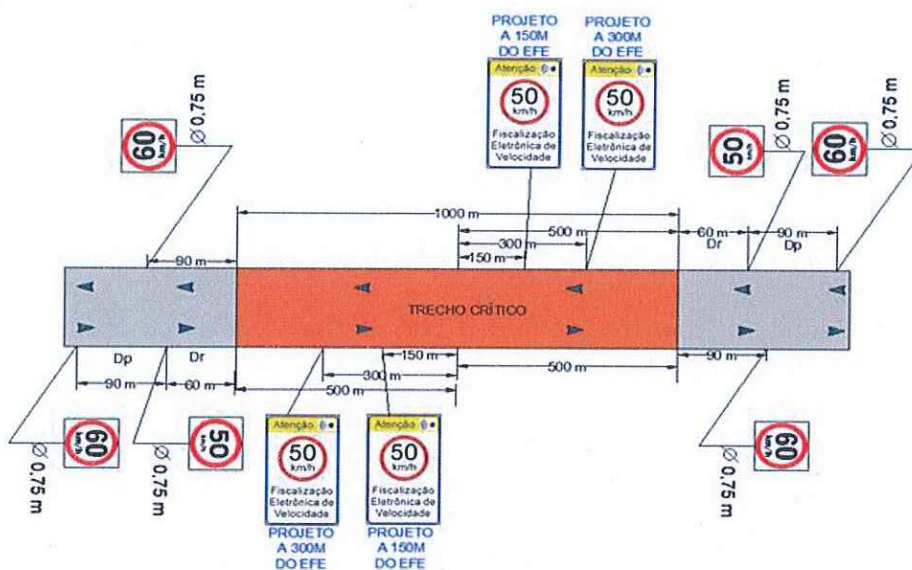 PROJETO
A 150M
DO EFE
PROJETO
A 300M
DO EFE
Atenção
50
km/h
Fiscalização
Eletrônica de
Velocidade
Atenção
50
km/h
Fiscalização
Eletrônica de
Velocidade
60
km/h
Ø 0,75 m
50
km/h
Ø 0,75 m
60
km/h
Ø 0,75 m
1000 m
500 m
300 m
150 m
60 m
Dr
90 m
Dp
90 m
TRECHO CRÍTICO
Dp
90 m
Dr
60 m
150 m
300 m
500 m
500 m
90 m
60
km/h
Ø 0,75 m
50
km/h
Ø 0,75 m
60
km/h
Ø 0,75 m
Atenção
50
km/h
Fiscalização
Eletrônica de
Velocidade
PROJETO
A 300M
DO EFE
Atenção
50
km/h
Fiscalização
Eletrônica de
Velocidade
PROJETO
A 150M
DO EFE